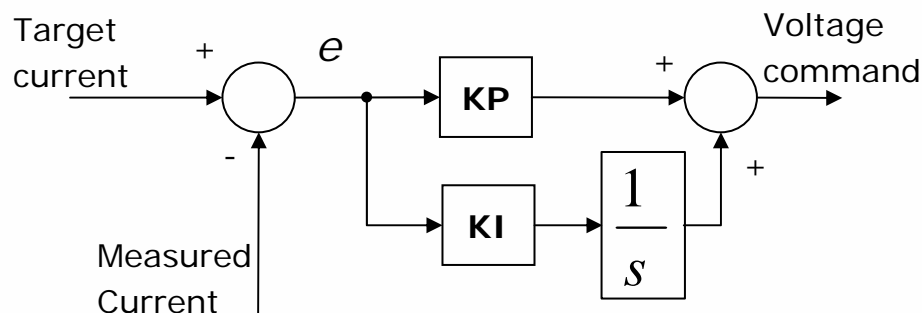 Target
current
+
e
-
Measured
Current
KP
KI
1
s
+
+
Voltage
command